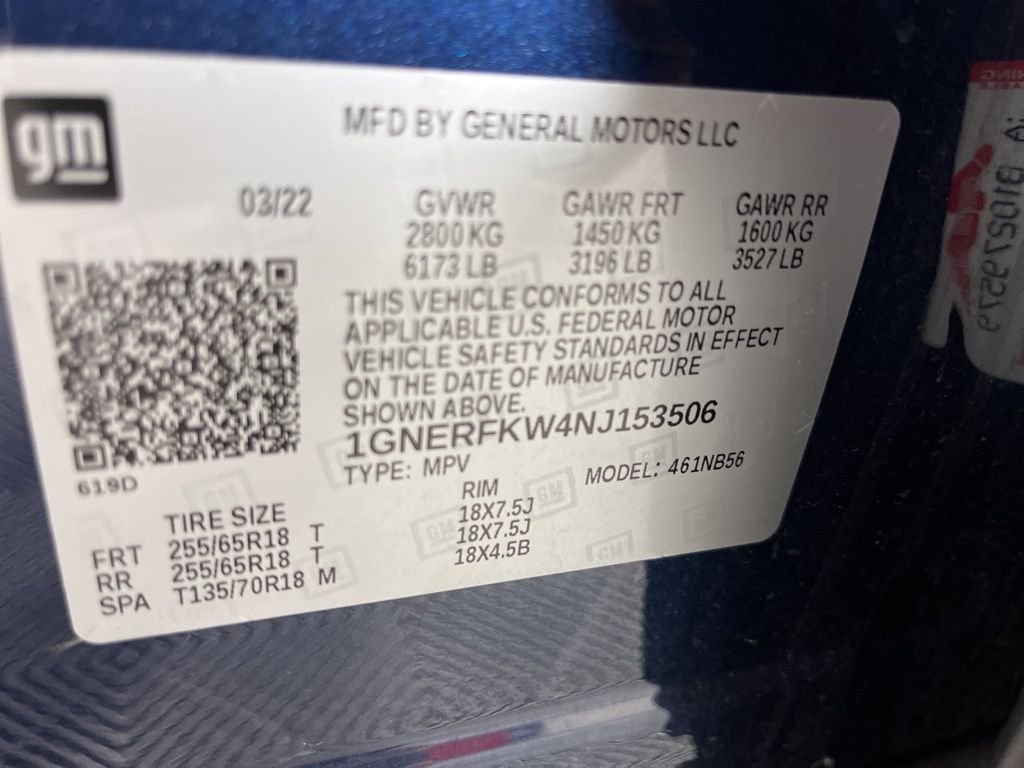 gm
MFD BY GENERAL MOTORS LLC
03/22 GVWR GAWR FRT GAWR RR
2800 KG 1450 KG 1600 KG
6173 LB 3196 LB 3527 LB
THIS VEHICLE CONFORMS TO ALL
APPLICABLE U.S. FEDERAL MOTOR
VEHICLE SAFETY STANDARDS IN EFFECT
ON THE DATE OF MANUFACTURE
SHOWN ABOVE.
1GNERFKW4NJ153506
619D
TYPE: MPV MODEL: 461NB56
TIRE SIZE RIM
FRT 255/65R18 T 18X7.5J
RR 255/65R18 T 18X7.5J
SPA T135/70R18 M 18X4.5B